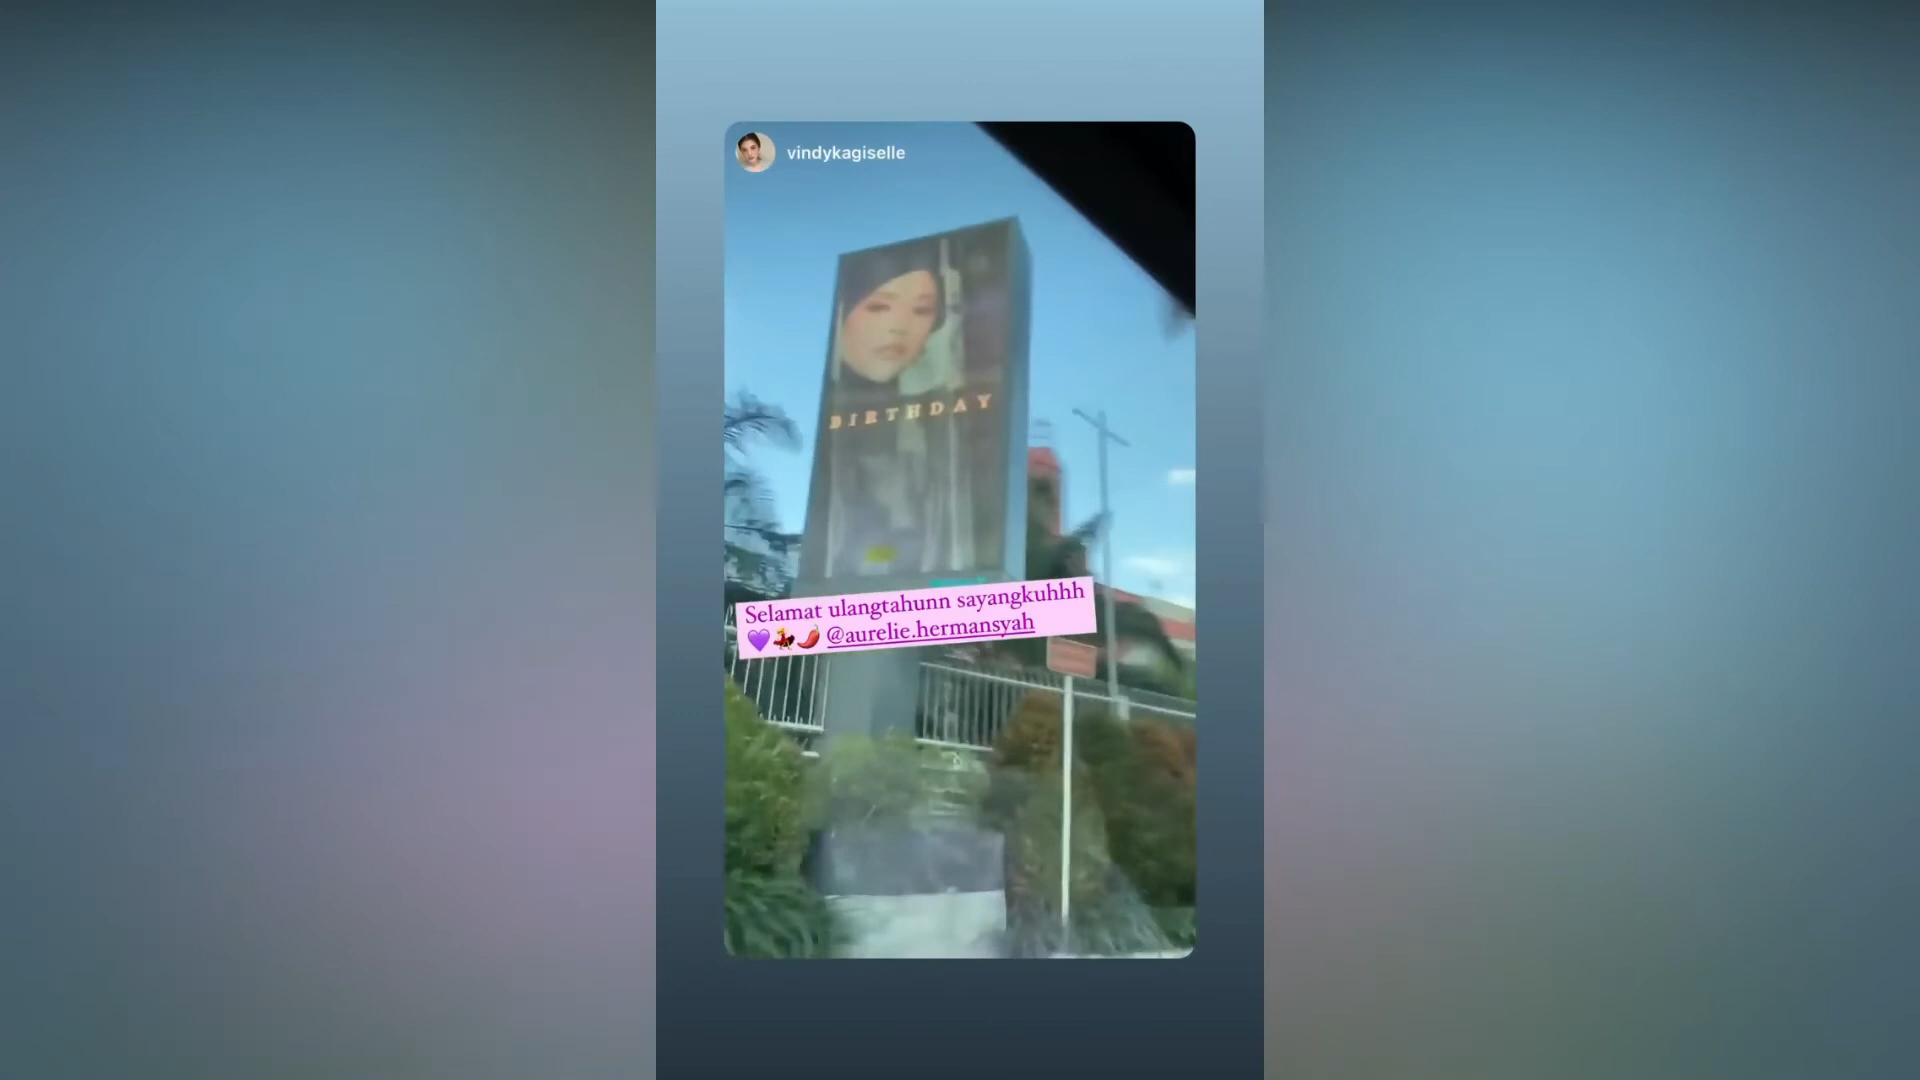 vindykagiselle
BIRTHDAY
Selamat ulangtahunn sayangkuhhh
💜💃🌶️ @aurelie.hermansyah